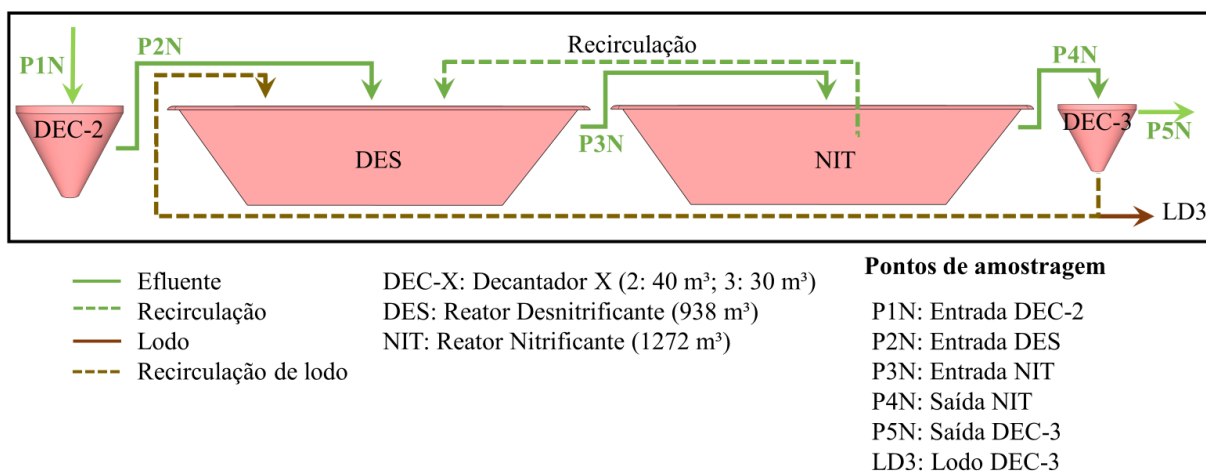 P1N
P2N
Recirculação
P4N
DEC-2
DES
P3N
NIT
DEC-3
P5N
LD3
Efluente
Recirculação
Lodo
Recirculação de lodo
DEC-X: Decantador X (2: 40 m³; 3: 30 m³)
DES: Reator Desnitrificante (938 m³)
NIT: Reator Nitrificante (1272 m³)
Pontos de amostragem
P1N: Entrada DEC-2
P2N: Entrada DES
P3N: Entrada NIT
P4N: Saída NIT
P5N: Saída DEC-3
LD3: Lodo DEC-3